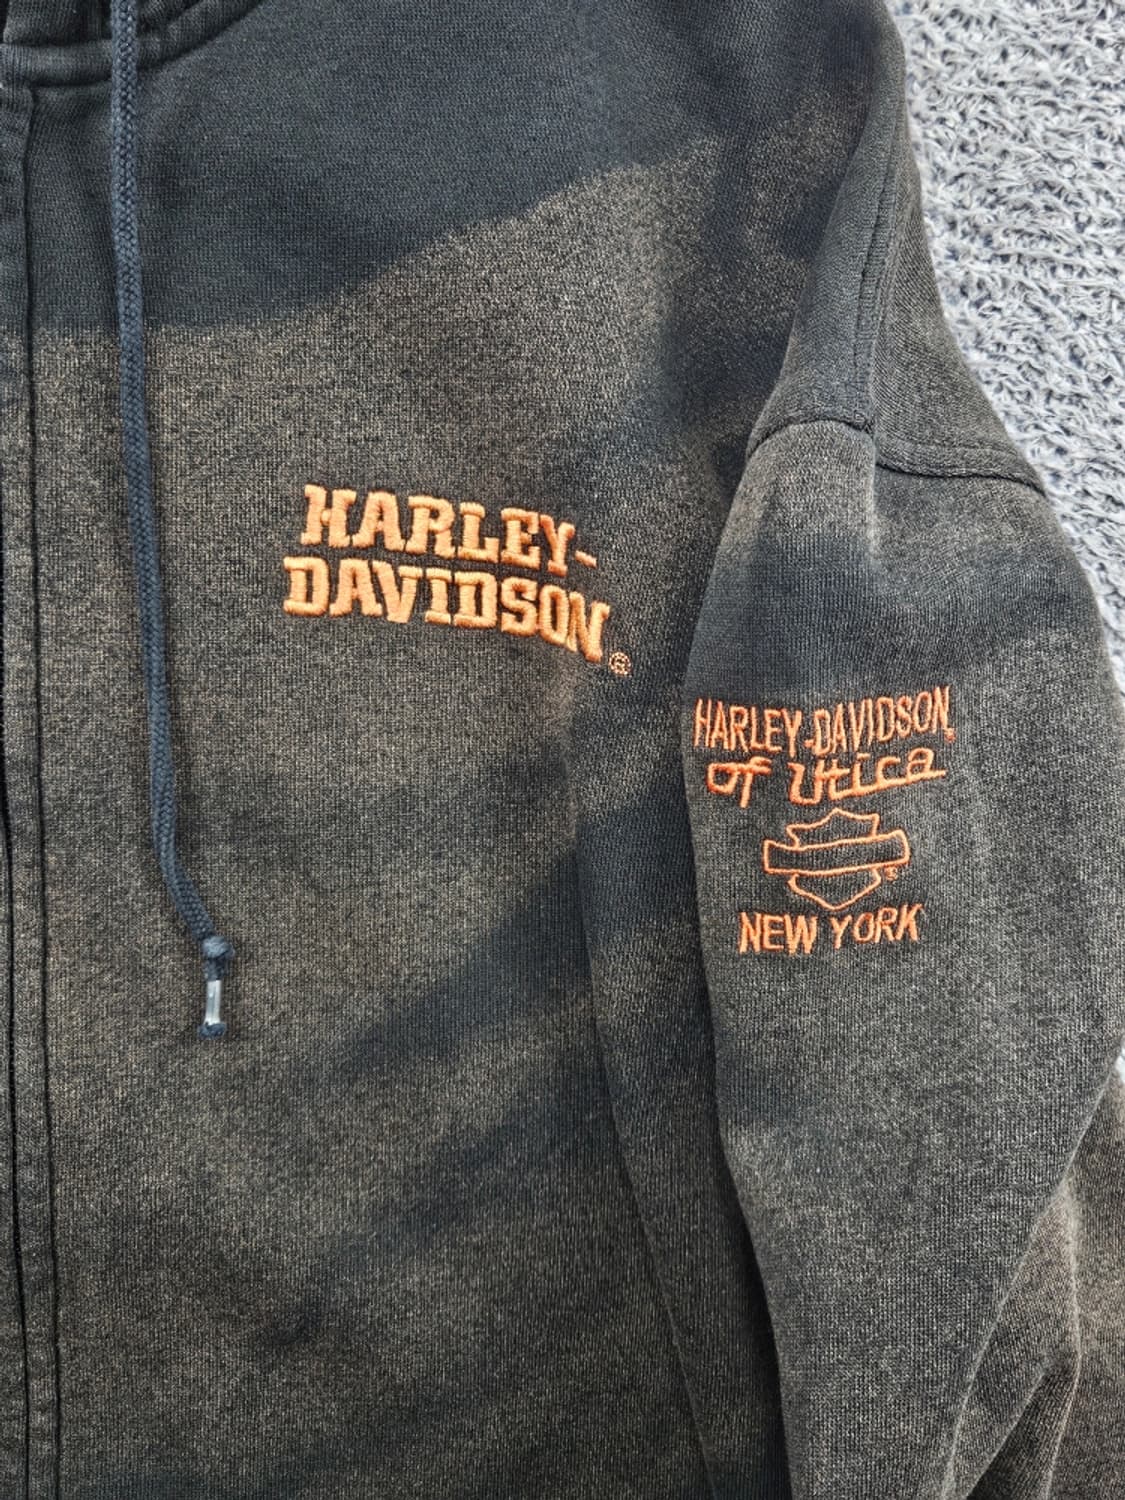 HARLEY-
DAVIDSON®
HARLEY-DAVIDSON®
of Utica
®
NEW YORK